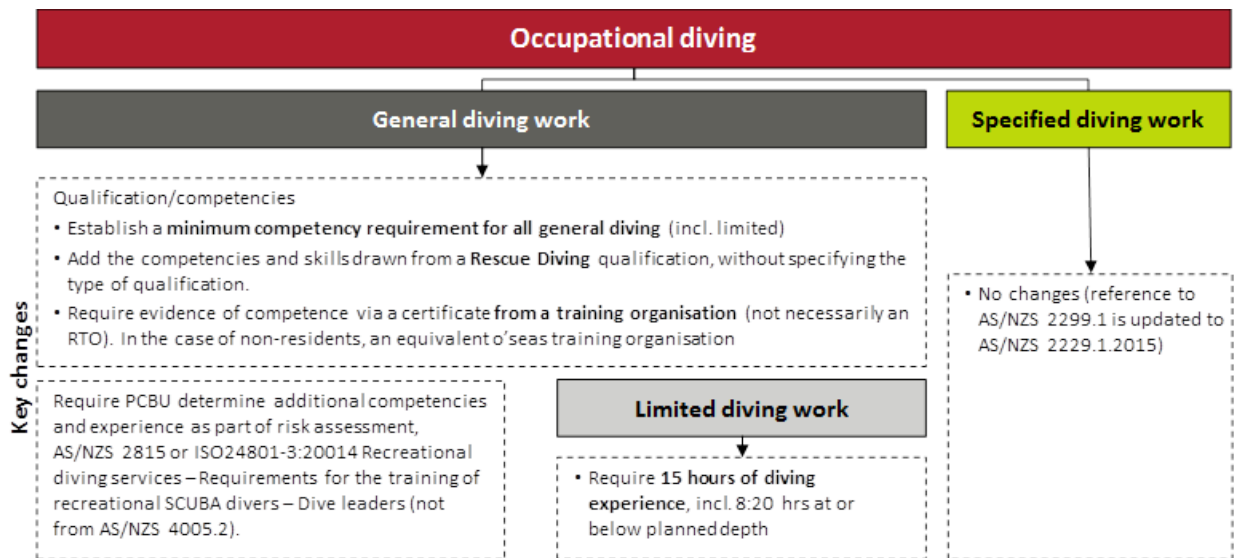 Occupational diving
General diving work
Specified diving work
Key changes
Qualification/competencies
• Establish a minimum competency requirement for all general diving (incl. limited)
• Add the competencies and skills drawn from a Rescue Diving qualification, without specifying the
type of qualification.
• Require evidence of competence via a certificate from a training organisation (not necessarily an
RTO). In the case of non-residents, an equivalent o'seas training organisation
• No changes (reference to
AS/NZS 2299.1 is updated to
AS/NZS 2229.1.2015)
Require PCBU determine additional competencies
and experience as part of risk assessment,
AS/NZS 2815 or ISO24801-3:20014 Recreational
diving services – Requirements for the training of
recreational SCUBA divers – Dive leaders (not
from AS/NZS 4005.2).
Limited diving work
• Require 15 hours of diving
experience, incl. 8:20 hrs at or
below planned depth